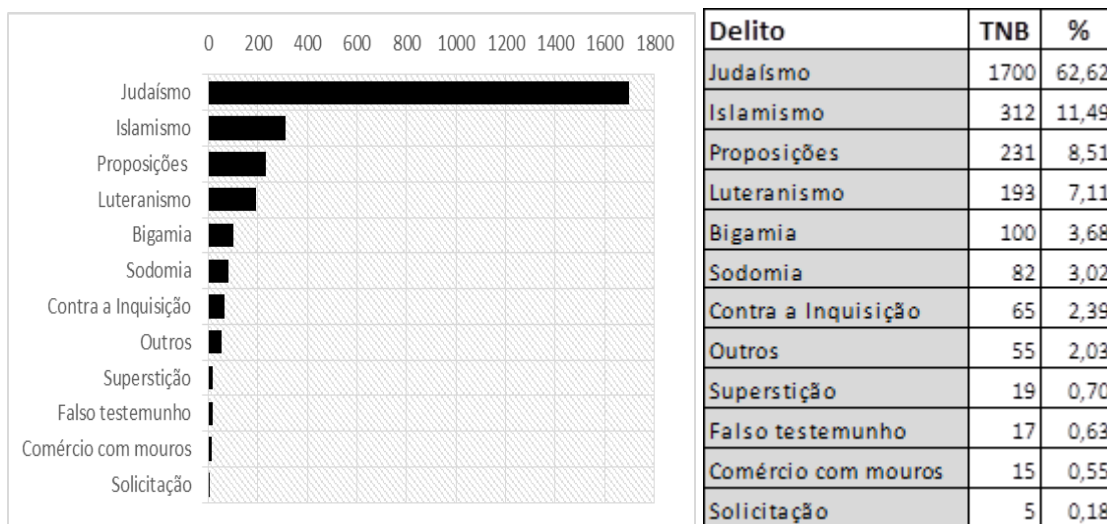 0 200 400 600 800 1000 1200 1400 1600 1800
Judaísmo
Islamismo
Proposições
Luteranismo
Bigamia
Sodomia
Contra a Inquisição
Outros
Superstição
Falso testemunho
Comércio com mouros
Solicitação
Delito TNB %
Judaísmo 1700 62,62
Islamismo 312 11,49
Proposições 231 8,51
Luteranismo 193 7,11
Bigamia 100 3,68
Sodomia 82 3,02
Contra a Inquisição 65 2,39
Outros 55 2,03
Superstição 19 0,70
Falso testemunho 17 0,63
Comércio com mouros 15 0,55
Solicitação 5 0,18